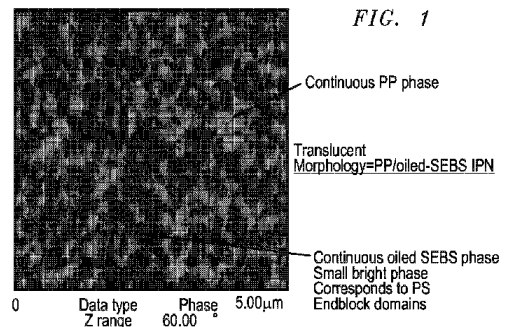 FIG. 1
Continuous PP phase
Translucent
Morphology=PP/oiled-SEBS IPN
Continuous oiled SEBS phase
Small bright phase
Corresponds to PS
Endblock domains
0 5.00µm
Data type Phase
Z range 60.00 °